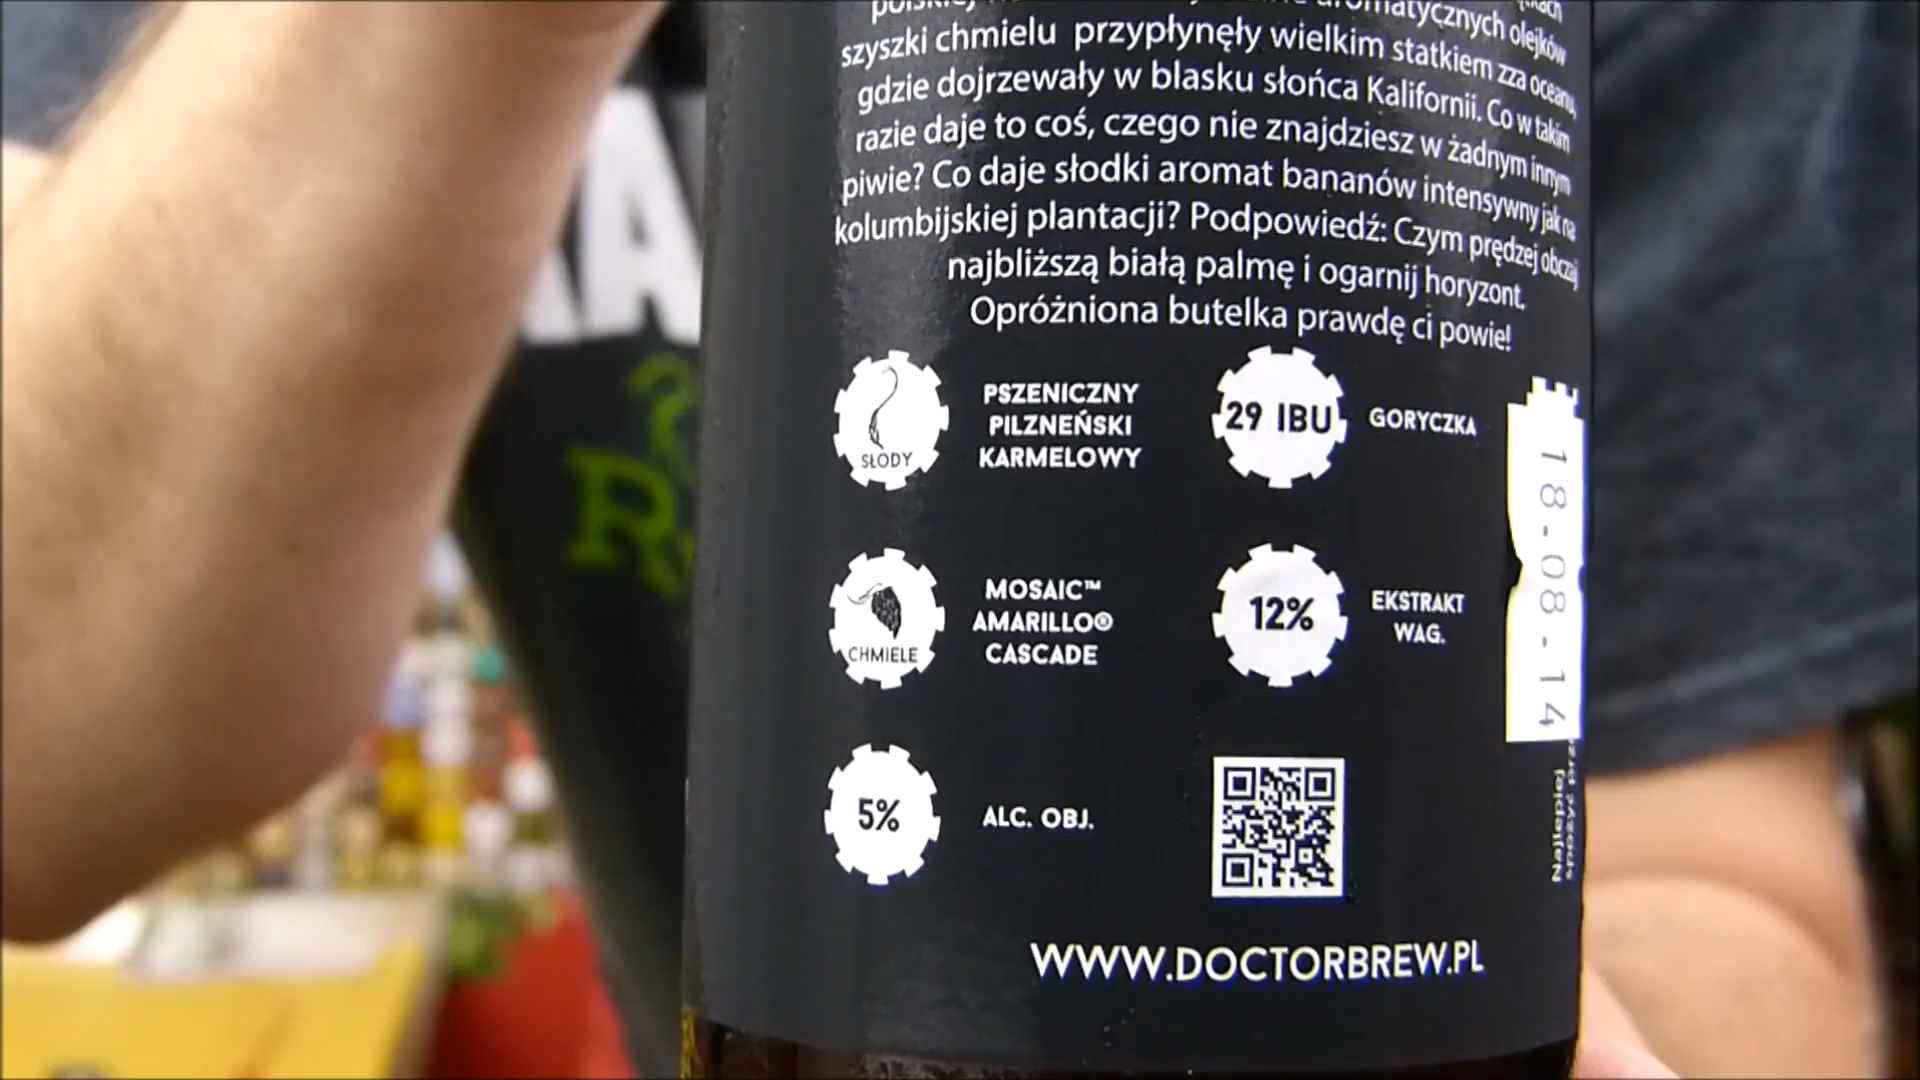 aromatycznych olejków
szyszki chmielu przypłynęły wielkim statkiem zza oceanu,
gdzie dojrzewały w blasku słońca Kalifornii. Co w takim
razie daje to coś, czego nie znajdziesz w żadnym innym
piwie? Co daje słodki aromat bananów intensywny jak na
kolumbijskiej plantacji? Podpowiedź: Czym prędzej obczaj
najbliższą białą palmę i ogarnij horyzont.
Opróżniona butelka prawdę ci powie!
SŁODY
PSZENICZNY
PILZNEŃSKI
KARMELOWY
29 IBU
GORYCZKA
CHMIELE
MOSAIC™
AMARILLO®
CASCADE
12%
EKSTRAKT
WAG.
5%
ALC. OBJ.
18-08-14
Najlepiej
WWW.DOCTORBREW.PL